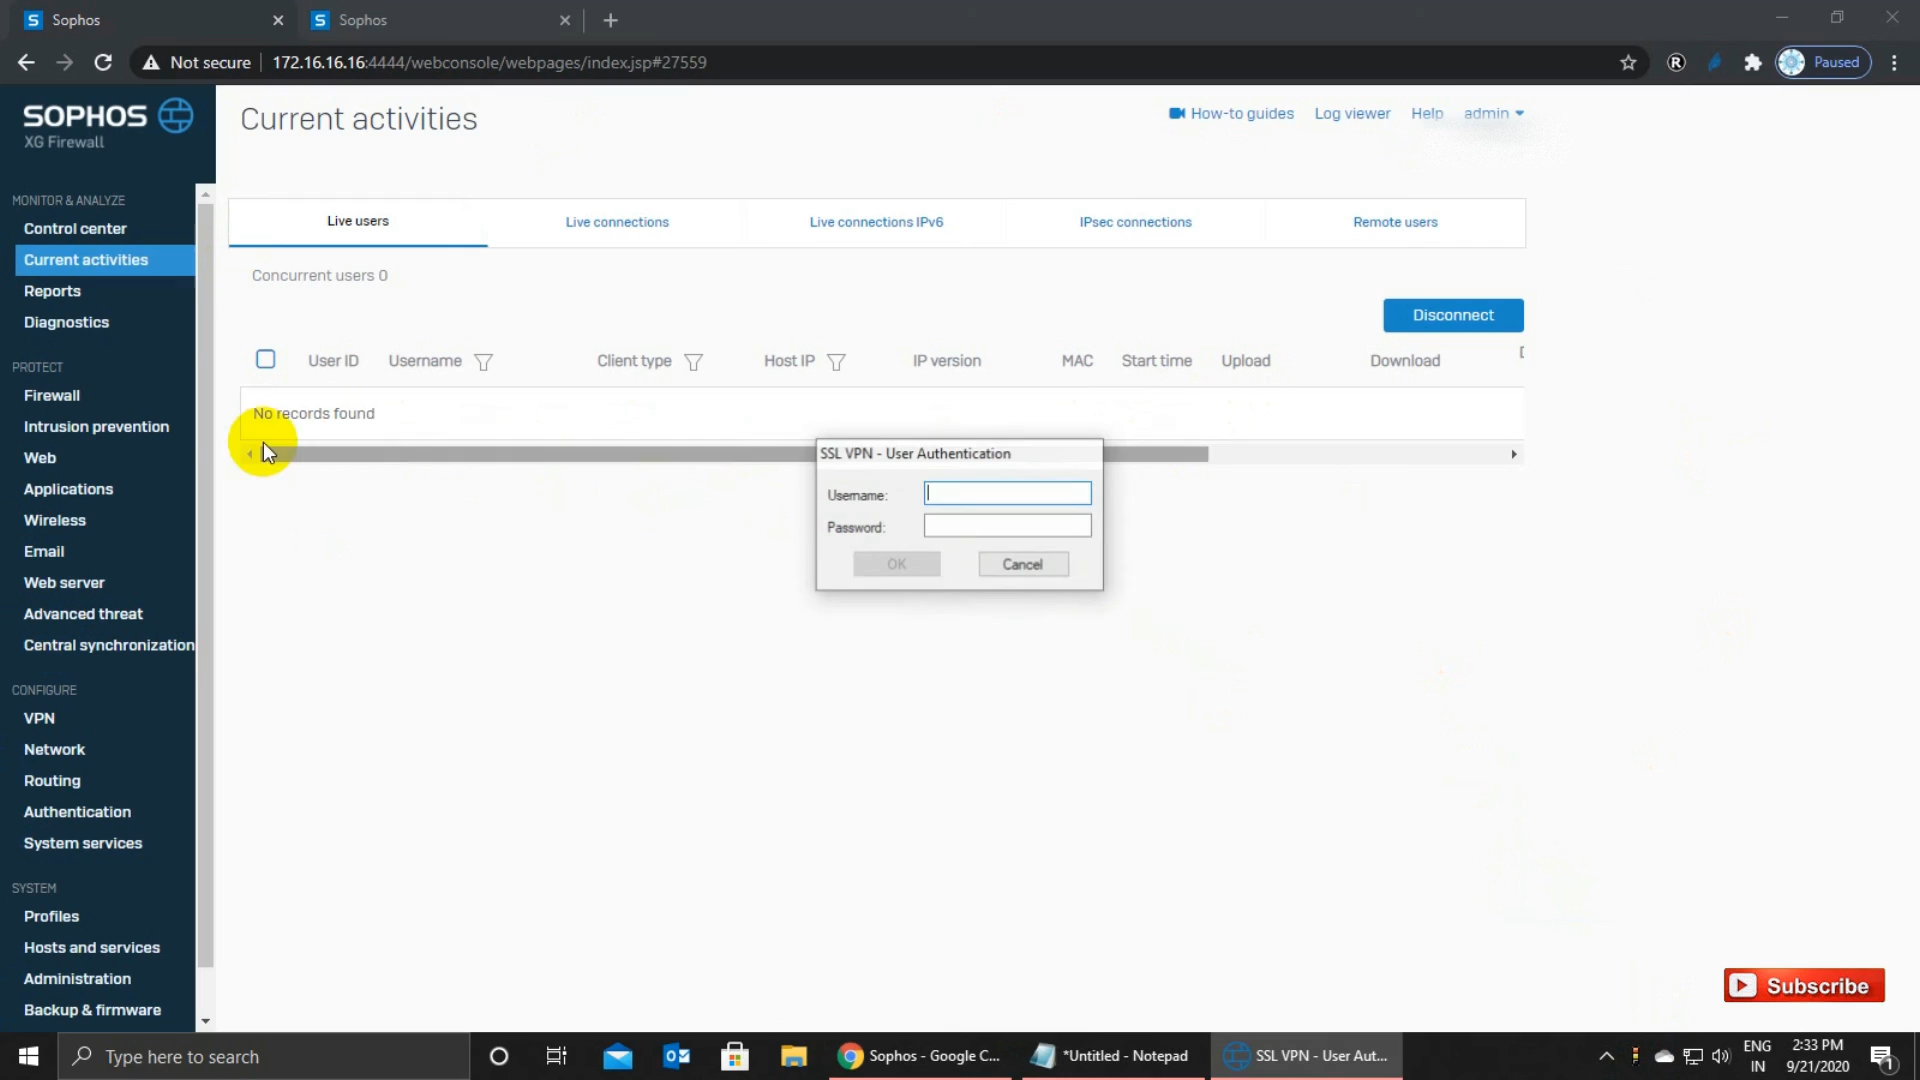 Sophos
Sophos
Not secure
172.16.16.16:4444/webconsole/webpages/index.jsp#27559
Paused
SOPHOS
XG Firewall
Current activities
How-to guides
Log viewer
Help
admin
MONITOR & ANALYZE
Control center
Current activities
Reports
Diagnostics
PROTECT
Firewall
Intrusion prevention
Web
Applications
Wireless
Email
Web server
Advanced threat
Central synchronization
CONFIGURE
VPN
Network
Routing
Authentication
System services
SYSTEM
Profiles
Hosts and services
Administration
Backup & firmware
Live users
Live connections
Live connections IPv6
IPsec connections
Remote users
Concurrent users 0
Disconnect
User ID
Username
Client type
Host IP
IP version
MAC
Start time
Upload
Download
No records found
SSL VPN - User Authentication
Username:
Password:
OK
Cancel
Subscribe
Type here to search
Sophos - Google C...
*Untitled - Notepad
SSL VPN - User Aut...
ENG
IN
2:33 PM
9/21/2020
1